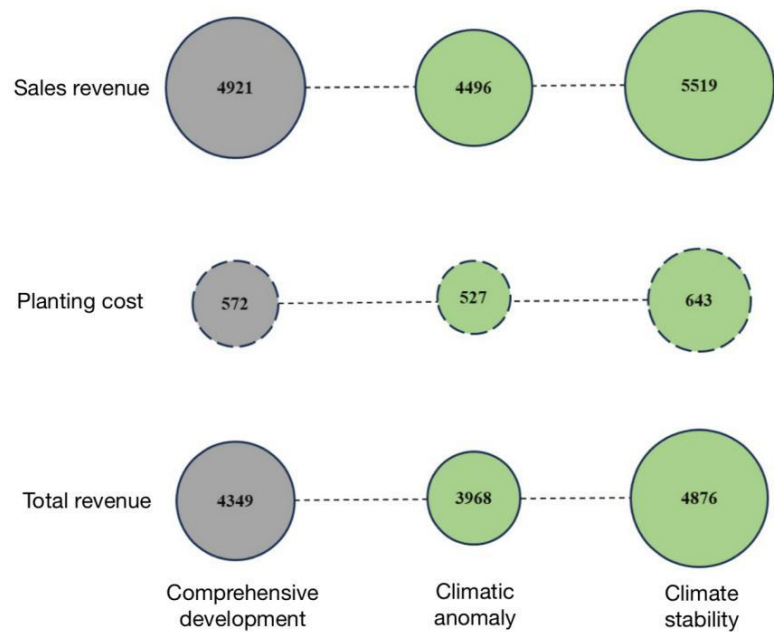 Sales revenue 4921 4496 5519
Planting cost 572 527 643
Total revenue 4349 3968 4876
Comprehensive development
Climatic anomaly
Climate stability